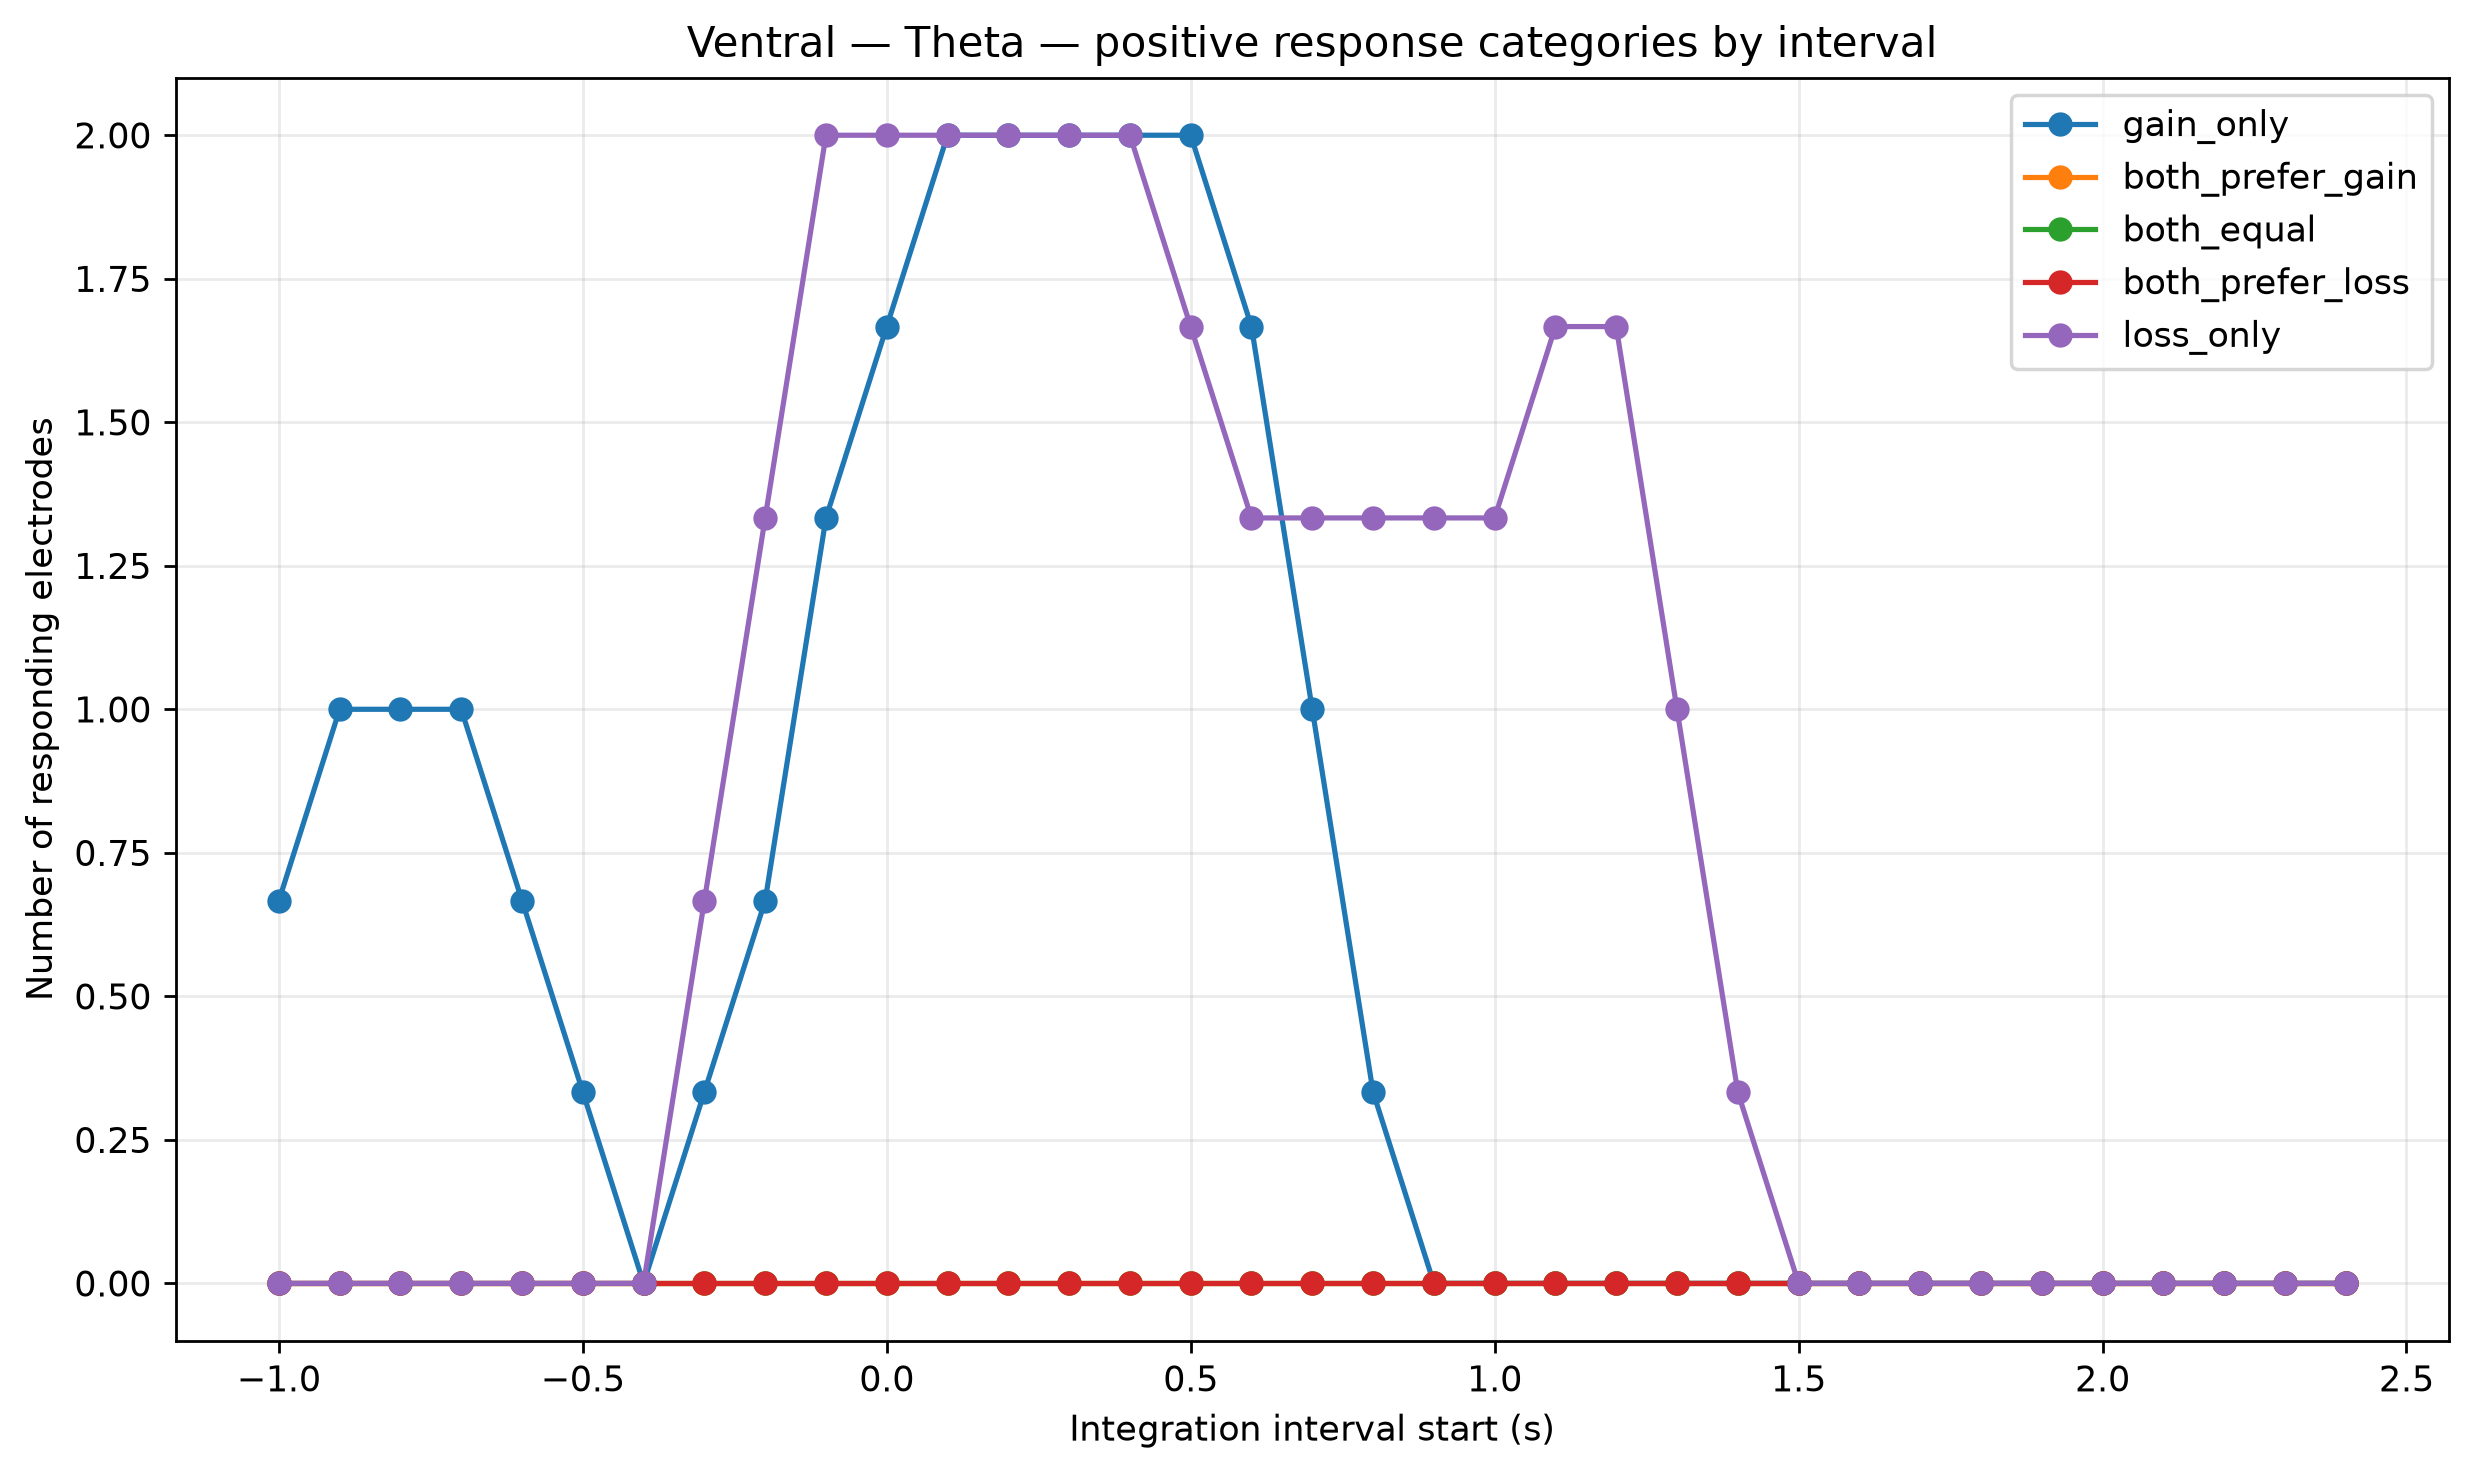 Ventral — Theta — positive response categories by interval
gain_only
both_prefer_gain
both_equal
both_prefer_loss
loss_only
Number of responding electrodes
2.00
1.75
1.50
1.25
1.00
0.75
0.50
0.25
0.00
−1.0 −0.5 0.0 0.5 1.0 1.5 2.0 2.5
Integration interval start (s)